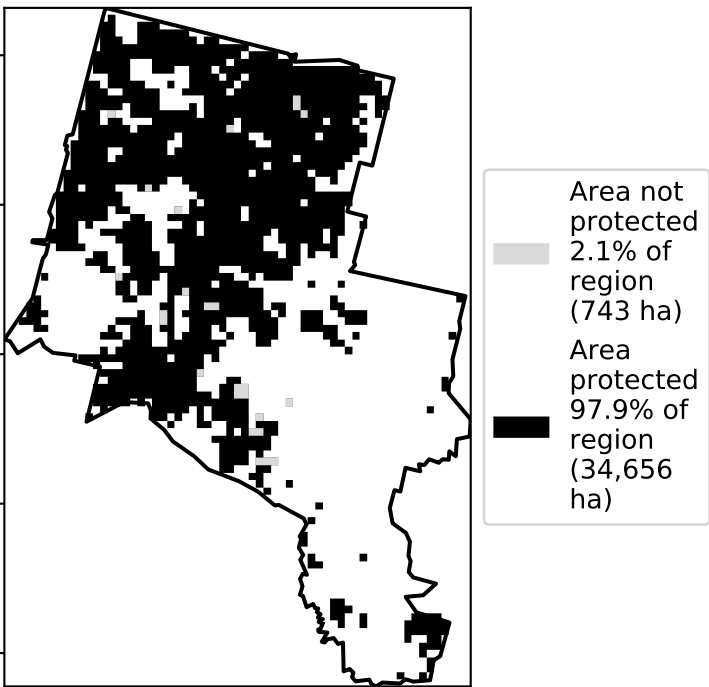 Area not
protected
2.1% of
region
(743 ha)
Area
protected
97.9% of
region
(34,656
ha)